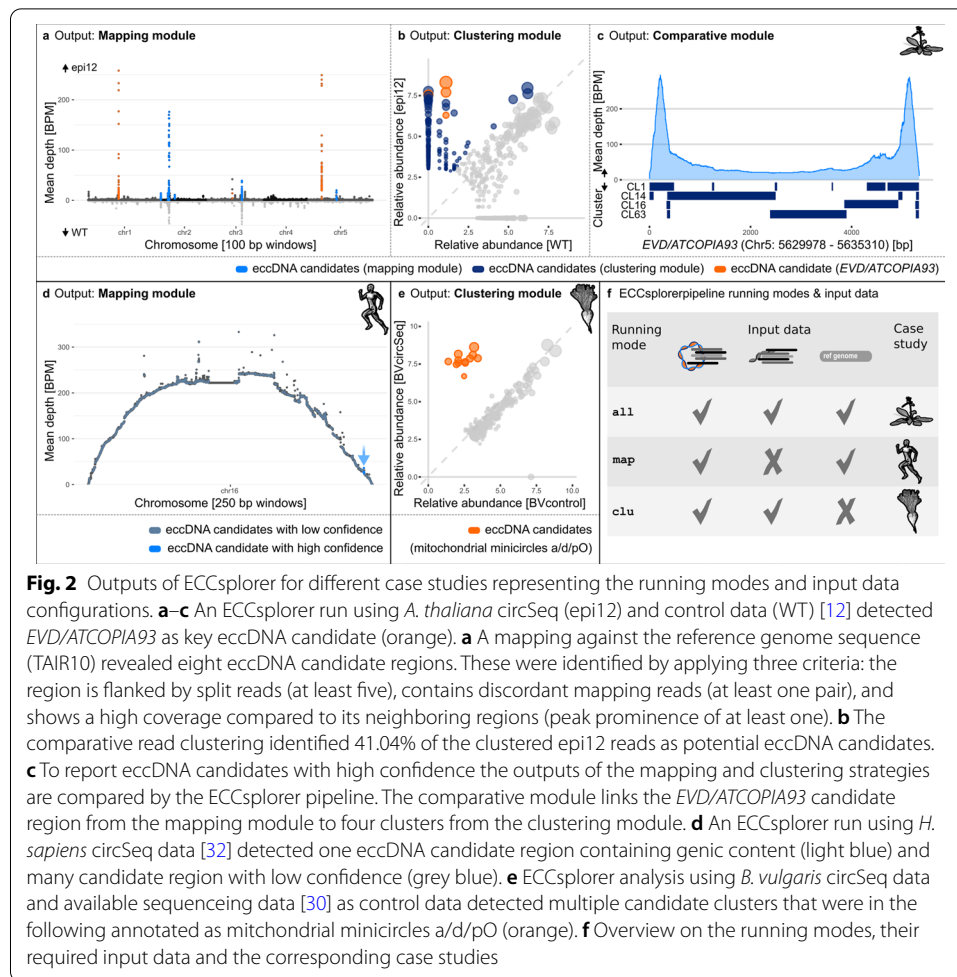 a Output: Mapping module
epi12
Mean depth [BPM]
200
100
0
WT
chr1 chr2 chr3 chr4 chr5
Chromosome [100 bp windows]
b Output: Clustering module
Relative abundance [epi12]
10.0
7.5
5.0
2.5
0.0
0.0 2.5 5.0 7.5 10.0
Relative abundance [WT]
c Output: Comparative module
Mean depth [BPM]
200
100
0
Cluster
CL1
CL14
CL16
CL63
0 2000 4000
EVD/ATCOPIA93 (Chr5: 5629978 - 5635310) [bp]
eccDNA candidates (mapping module) eccDNA candidates (clustering module) eccDNA candidate (EVD/ATCOPIA93)
d Output: Mapping module
Mean depth [BPM]
300
200
100
0
chr16
Chromosome [250 bp windows]
eccDNA candidates with low confidence
eccDNA candidate with high confidence
e Output: Clustering module
Relative abundance [BVcircSeq]
10.0
7.5
5.0
2.5
0.0
0.0 2.5 5.0 7.5 10.0
Relative abundance [BVcontrol]
eccDNA candidates
(mitochondrial minicircles a/d/pO)
f ECCsplorerpipeline running modes & input data
Running mode Input data Case study
ref genome
all
map
clu
Fig. 2 Outputs of ECCsplorer for different case studies representing the running modes and input data
configurations. a–c An ECCsplorer run using A. thaliana circSeq (epi12) and control data (WT) [12] detected
EVD/ATCOPIA93 as key eccDNA candidate (orange). a A mapping against the reference genome sequence
(TAIR10) revealed eight eccDNA candidate regions. These were identified by applying three criteria: the
region is flanked by split reads (at least five), contains discordant mapping reads (at least one pair), and
shows a high coverage compared to its neighboring regions (peak prominence of at least one). b The
comparative read clustering identified 41.04% of the clustered epi12 reads as potential eccDNA candidates.
c To report eccDNA candidates with high confidence the outputs of the mapping and clustering strategies
are compared by the ECCsplorer pipeline. The comparative module links the EVD/ATCOPIA93 candidate
region from the mapping module to four clusters from the clustering module. d An ECCsplorer run using H.
sapiens circSeq data [32] detected one eccDNA candidate region containing genic content (light blue) and
many candidate region with low confidence (grey blue). e ECCsplorer analysis using B. vulgaris circSeq data
and available sequenceing data [30] as control data detected multiple candidate clusters that were in the
following annotated as mitchondrial minicircles a/d/pO (orange). f Overview on the running modes, their
required input data and the corresponding case studies